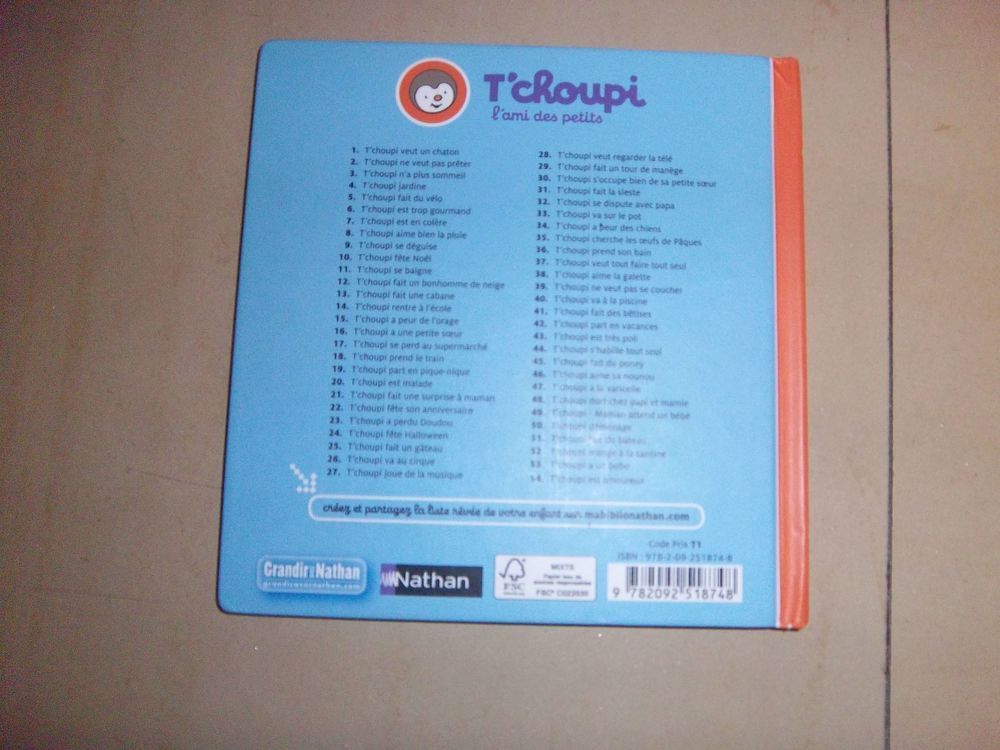 T'choupi
l'ami des petits
1. T'choupi veut un chaton
2. T'choupi ne veut pas prêter
3. T'choupi n'a plus sommeil
4. T'choupi jardine
5. T'choupi fait du vélo
6. T'choupi est trop gourmand
7. T'choupi est en colère
8. T'choupi aime bien la pluie
9. T'choupi se déguise
10. T'choupi fête Noël
11. T'choupi se baigne
12. T'choupi fait un bonhomme de neige
13. T'choupi fait une cabane
14. T'choupi rentre à l'école
15. T'choupi a peur de l'orage
16. T'choupi a une petite sœur
17. T'choupi se perd au supermarché
18. T'choupi prend le train
19. T'choupi part en pique-nique
20. T'choupi est malade
21. T'choupi fait une surprise à maman
22. T'choupi fête son anniversaire
23. T'choupi a perdu Doudou
24. T'choupi fête Halloween
25. T'choupi fait un gâteau
26. T'choupi va au cirque
27. T'choupi joue de la musique
28. T'choupi veut regarder la télé
29. T'choupi fait un tour de manège
30. T'choupi s'occupe bien de sa petite sœur
31. T'choupi fait la sieste
32. T'choupi se dispute avec papa
33. T'choupi va sur le pot
34. T'choupi a peur des chiens
35. T'choupi cherche les œufs de Pâques
36. T'choupi prend son bain
37. T'choupi veut tout faire tout seul
38. T'choupi aime la galette
39. T'choupi ne veut pas se coucher
40. T'choupi va à la piscine
41. T'choupi fait des bêtises
42. T'choupi part en vacances
43. T'choupi est très poli
44. T'choupi s'habille tout seul
45. T'choupi fait du poney
46. T'choupi aime sa nounou
47. T'choupi a la varicelle
48. T'choupi dort chez papi et mamie
49. T'choupi : Maman attend un bébé
50. T'choupi déménage
51. T'choupi fait du bateau
52. T'choupi mange à la cantine
53. T'choupi a un bobo
54. T'choupi est amoureux
créez et partagez la liste rêvée de votre enfant sur mabiblionathan.com
Code Prix T1
ISBN : 978-2-09-251874-8
Grandir avec Nathan
grandiravecnathan.com
Nathan
FSC
MIXTE
Papier issu de
sources responsables
9 782092 518748